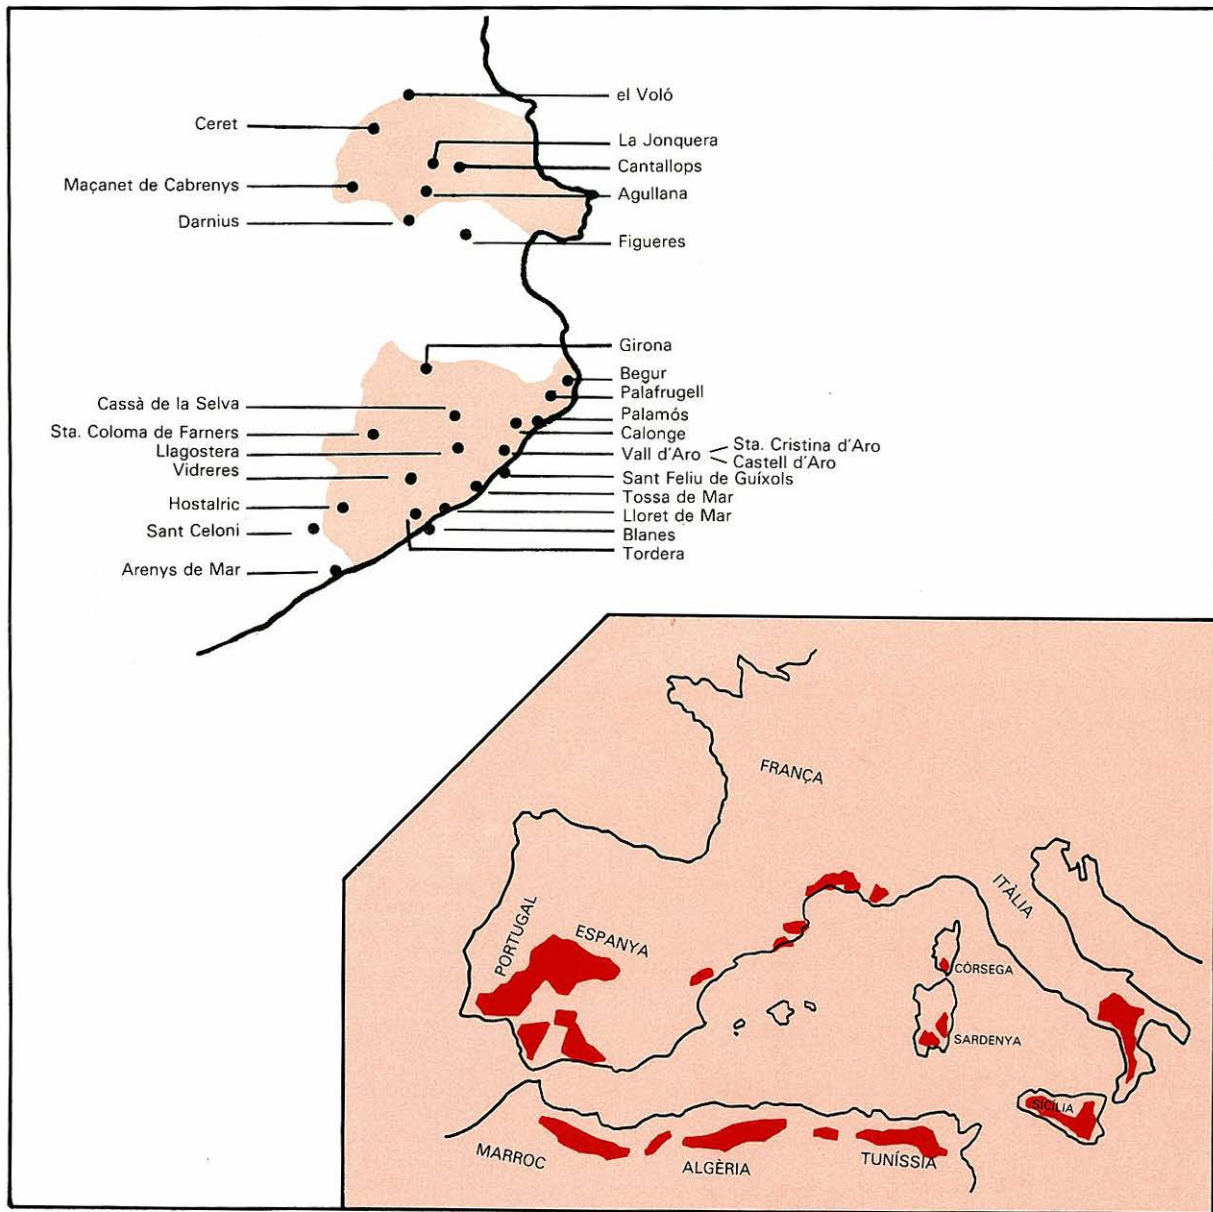 el Voló
Ceret
La Jonquera
Cantallops
Maçanet de Cabrenys
Agullana
Darnius
Figueres
Girona
Begur
Palafrugell
Cassà de la Selva
Palamós
Sta. Coloma de Farners
Calonge
Llagostera
Vall d'Aro
Sta. Cristina d'Aro
Castell d'Aro
Vidreres
Sant Feliu de Guíxols
Tossa de Mar
Hostalric
Lloret de Mar
Sant Celoni
Blanes
Tordera
Arenys de Mar
FRANÇA
ITÀLIA
PORTUGAL
ESPANYA
CÒRSEGA
SARDENYA
SICÍLIA
MARROC
ALGÈRIA
TUNÍSSIA